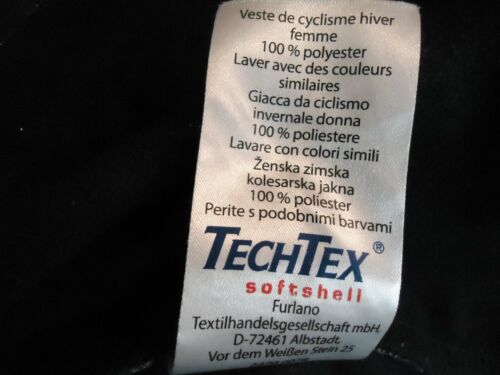 Veste de cyclisme hiver
femme
100 % polyester
Laver avec des couleurs
similaires
Giacca da ciclismo
invernale donna
100 % poliestere
Lavare con colori simili
Ženska zimska
kolesarska jakna
100 % poliester
Perite s podobnimi barvami
TECHTEX ®
softshell
Furlano
Textilhandelsgesellschaft mbH,
D-72461 Albstadt,
Vor dem Weißen Stein 25